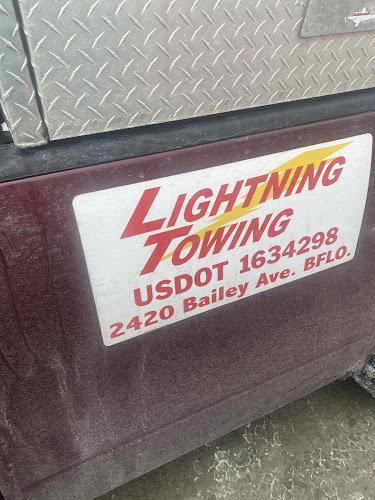 LIGHTNING
TOWING
USDOT 1634298
2420 Bailey Ave. BFLO.